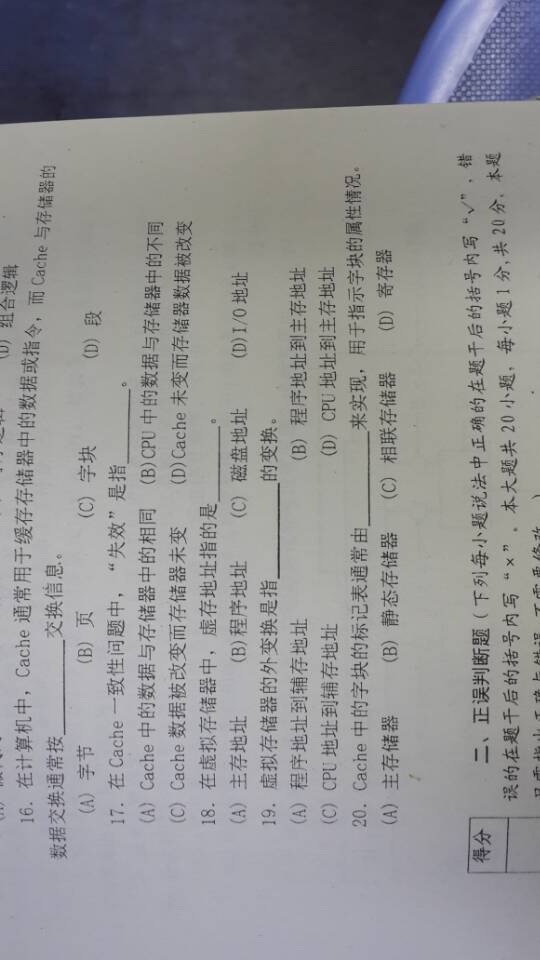 (D) 组合逻辑
16. 在计算机中，Cache 通常用于缓存存储器中的数据或指令，而 Cache 与存储器的
数据交换通常按__________交换信息。
(A) 字节 (B) 页 (C) 字块 (D) 段
17. 在 Cache 一致性问题中，“失效”是指________。
(A) Cache 中的数据与存储器中的相同 (B)CPU 中的数据与存储器中的不同
(C) Cache 数据被改变而存储器未变 (D)Cache 未变而存储器数据被改变
18. 在虚拟存储器中，虚存地址指的是________。
(A) 主存地址 (B)程序地址 (C) 磁盘地址 (D)I/O 地址
19. 虚拟存储器的外变换是指__________的变换。
(A) 程序地址到辅存地址 (B) 程序地址到主存地址
(C) CPU 地址到辅存地址 (D) CPU 地址到主存地址
20. Cache 中的字块的标记表通常由__________来实现，用于指示字块的属性情况。
(A) 主存储器 (B) 静态存储器 (C) 相联存储器 (D) 寄存器
得分
二、正误判断题（下列每小题说法中正确的在题干后的括号内写“√”，错
误的在题干后的括号内写“×”。本大题共 20 小题，每小题 1 分,共 20 分。本题